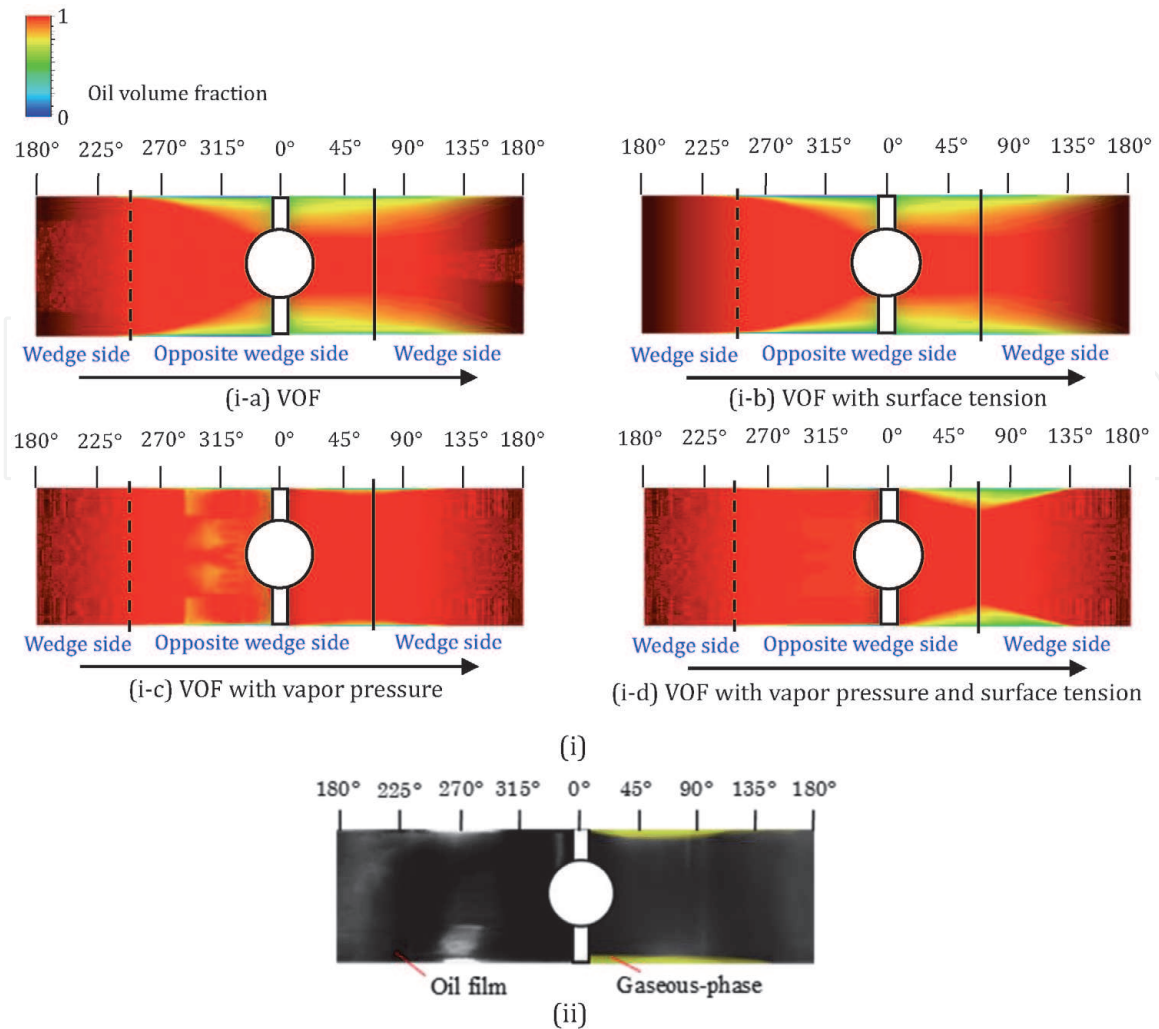 1
Oil volume fraction
0
180° 225° 270° 315° 0° 45° 90° 135° 180°
180° 225° 270° 315° 0° 45° 90° 135° 180°
Wedge side Opposite wedge side Wedge side
Wedge side Opposite wedge side Wedge side
(i-a) VOF
(i-b) VOF with surface tension
180° 225° 270° 315° 0° 45° 90° 135° 180°
180° 225° 270° 315° 0° 45° 90° 135° 180°
Wedge side Opposite wedge side Wedge side
Wedge side Opposite wedge side Wedge side
(i-c) VOF with vapor pressure
(i-d) VOF with vapor pressure and surface tension
(i)
180° 225° 270° 315° 0° 45° 90° 135° 180°
Oil film
Gaseous-phase
(ii)